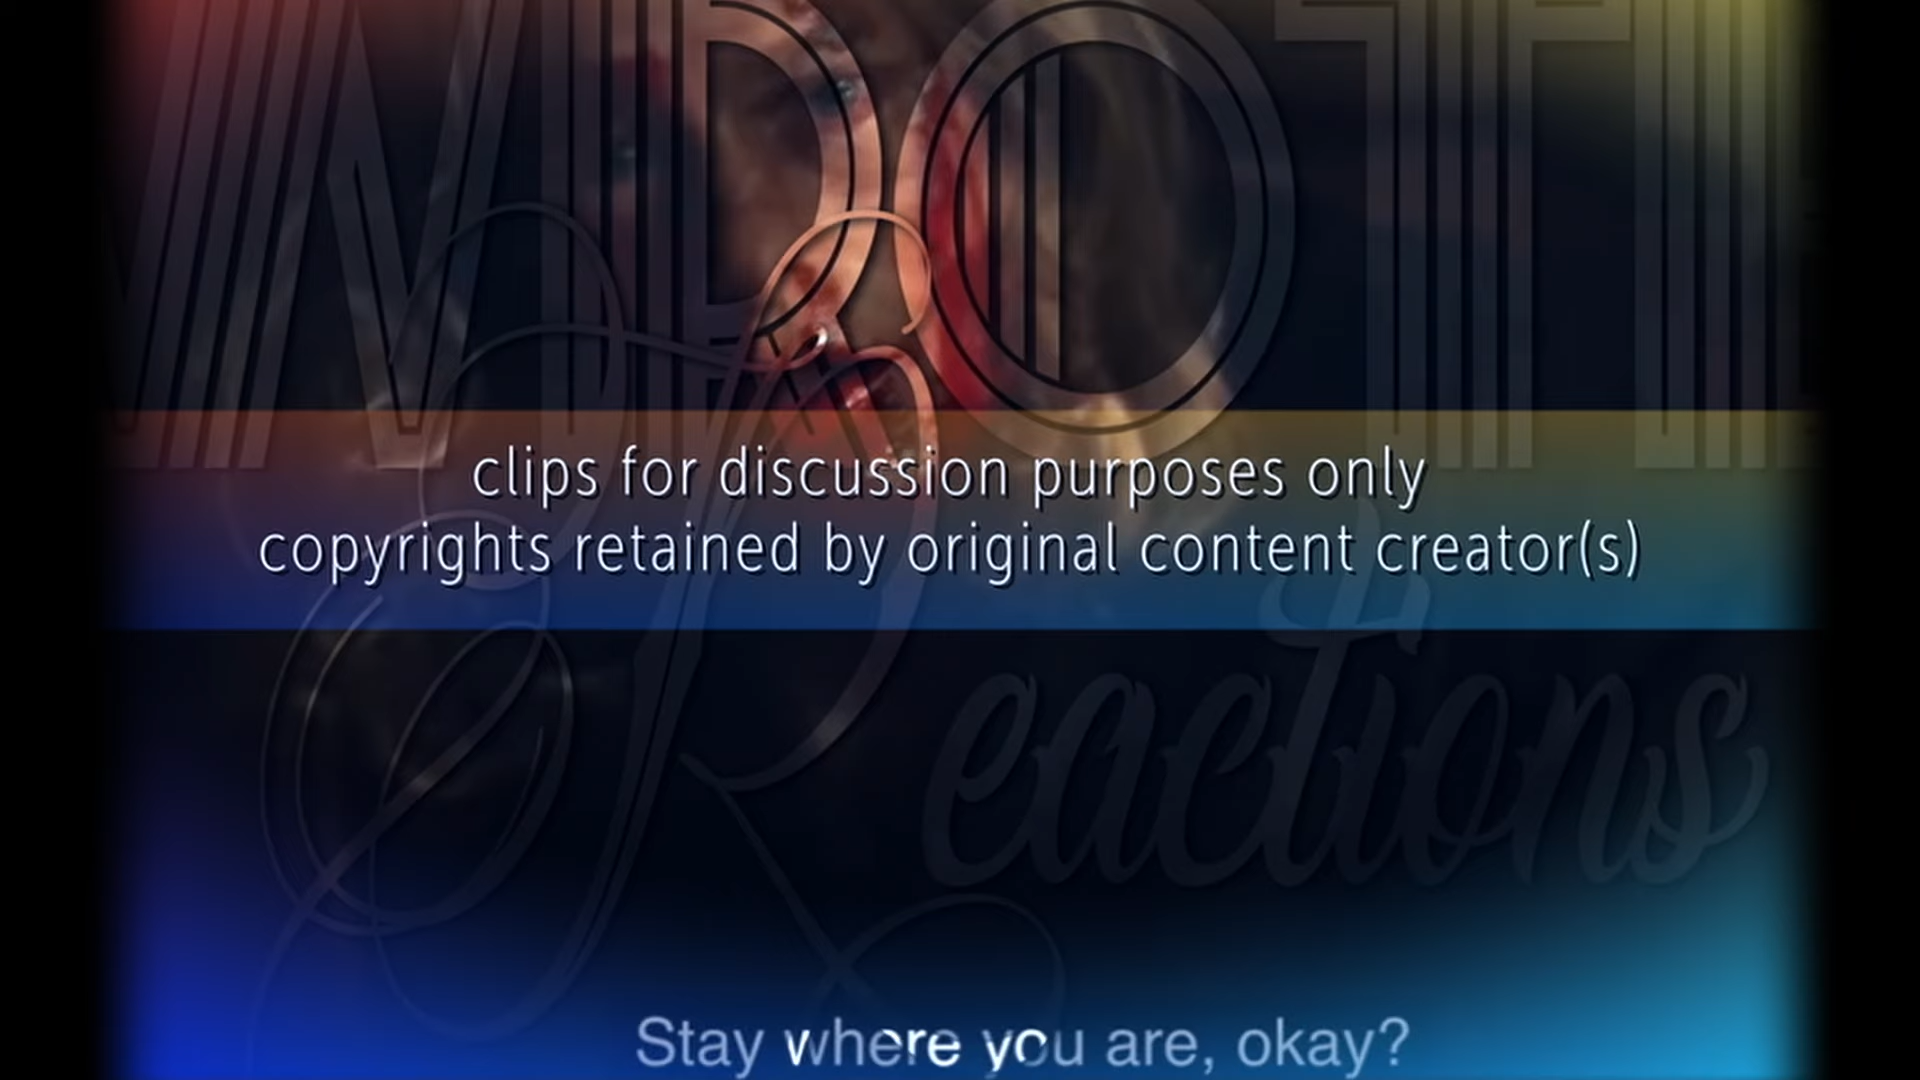 clips for discussion purposes only
copyrights retained by original content creator(s)
Reactions
Stay where you are, okay?